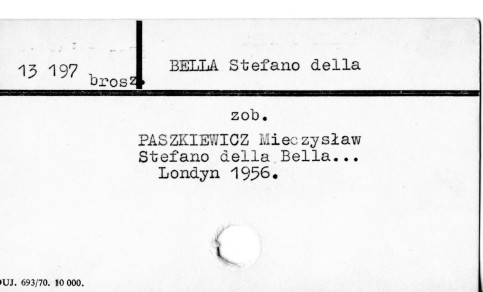 13 197
brosz.
BELLA Stefano della
zob.
PASZKIEWICZ Mieczysław
Stefano della Bella...
Londyn 1956.
UJ. 693/70. 10 000.